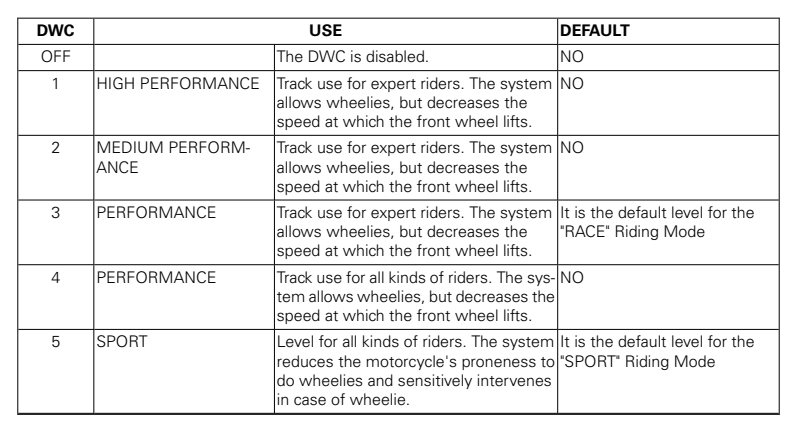 DWC USE DEFAULT
OFF The DWC is disabled. NO
1 HIGH PERFORMANCE Track use for expert riders. The system NO
allows wheelies, but decreases the
speed at which the front wheel lifts.
2 MEDIUM PERFORM- Track use for expert riders. The system NO
ANCE allows wheelies, but decreases the
speed at which the front wheel lifts.
3 PERFORMANCE Track use for expert riders. The system It is the default level for the
allows wheelies, but decreases the "RACE" Riding Mode
speed at which the front wheel lifts.
4 PERFORMANCE Track use for all kinds of riders. The sys- NO
tem allows wheelies, but decreases the
speed at which the front wheel lifts.
5 SPORT Level for all kinds of riders. The system It is the default level for the
reduces the motorcycle's proneness to "SPORT" Riding Mode
do wheelies and sensitively intervenes
in case of wheelie.